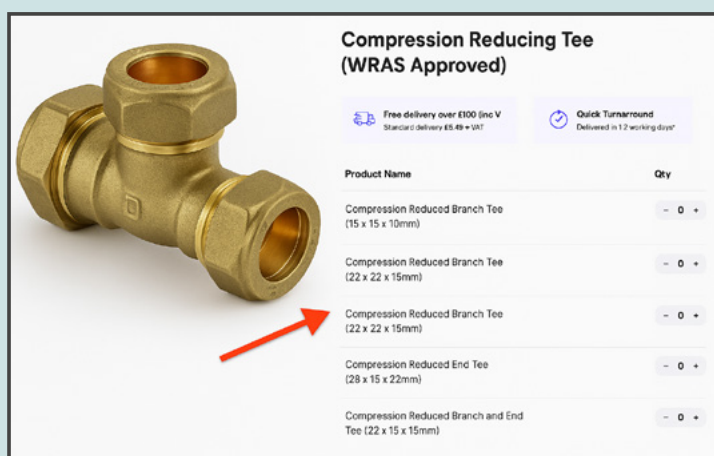 Compression Reducing Tee
(WRAS Approved)
Free delivery over £100 (inc V
Standard delivery £5.49 + VAT
Quick Turnaround
Delivered in 1 2 working days*
Product Name Qty
Compression Reduced Branch Tee
(15 x 15 x 10mm)
- 0 +
Compression Reduced Branch Tee
(22 x 22 x 15mm)
- 0 +
Compression Reduced Branch Tee
(22 x 22 x 15mm)
- 0 +
Compression Reduced End Tee
(28 x 15 x 22mm)
- 0 +
Compression Reduced Branch and End
Tee (22 x 15 x 15mm)
- 0 +